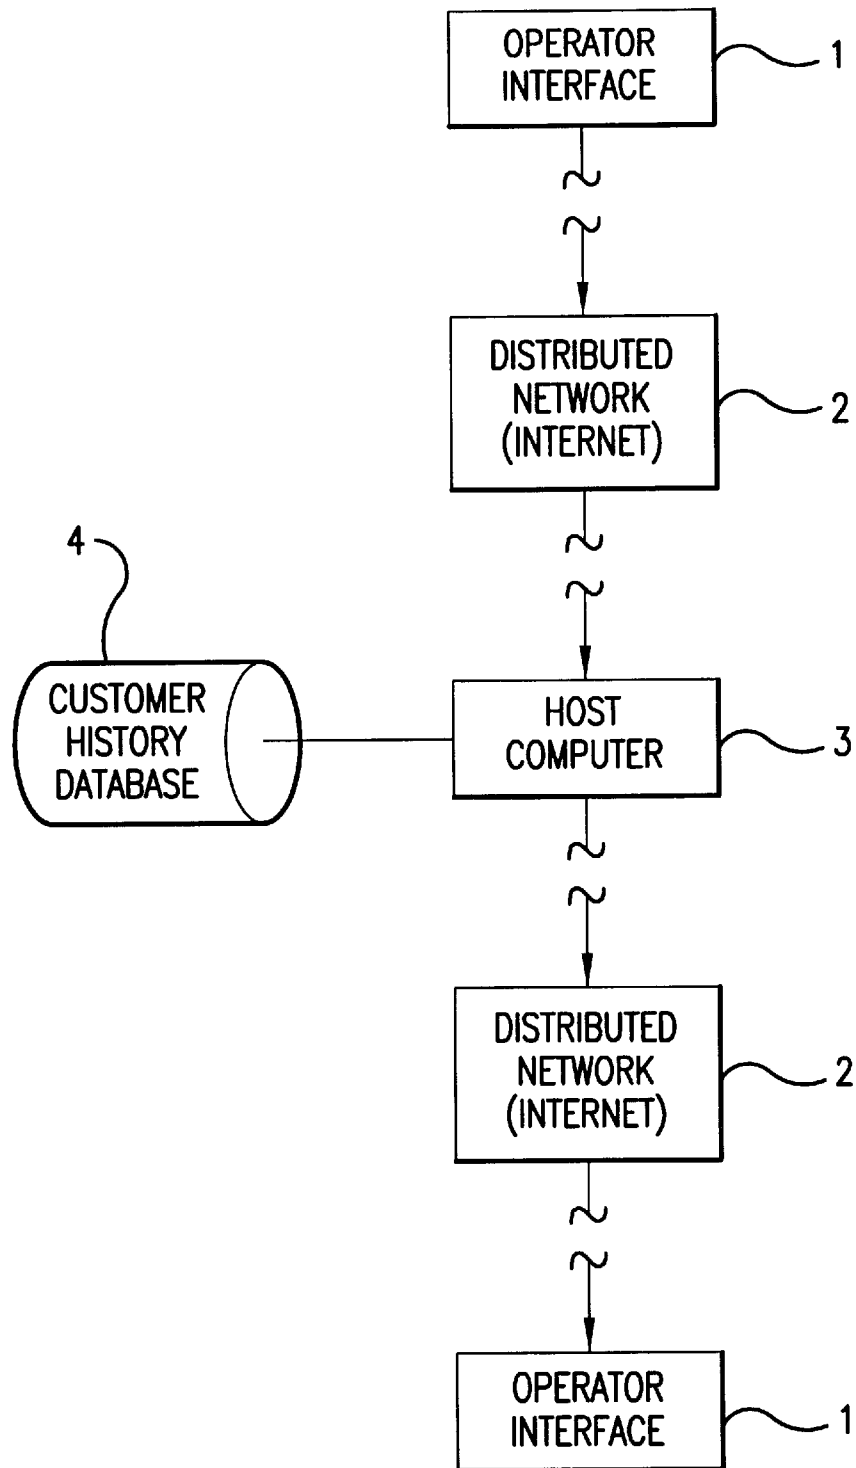 OPERATOR
INTERFACE
1
DISTRIBUTED
NETWORK
(INTERNET)
2
4
CUSTOMER
HISTORY
DATABASE
HOST
COMPUTER
3
DISTRIBUTED
NETWORK
(INTERNET)
2
OPERATOR
INTERFACE
1